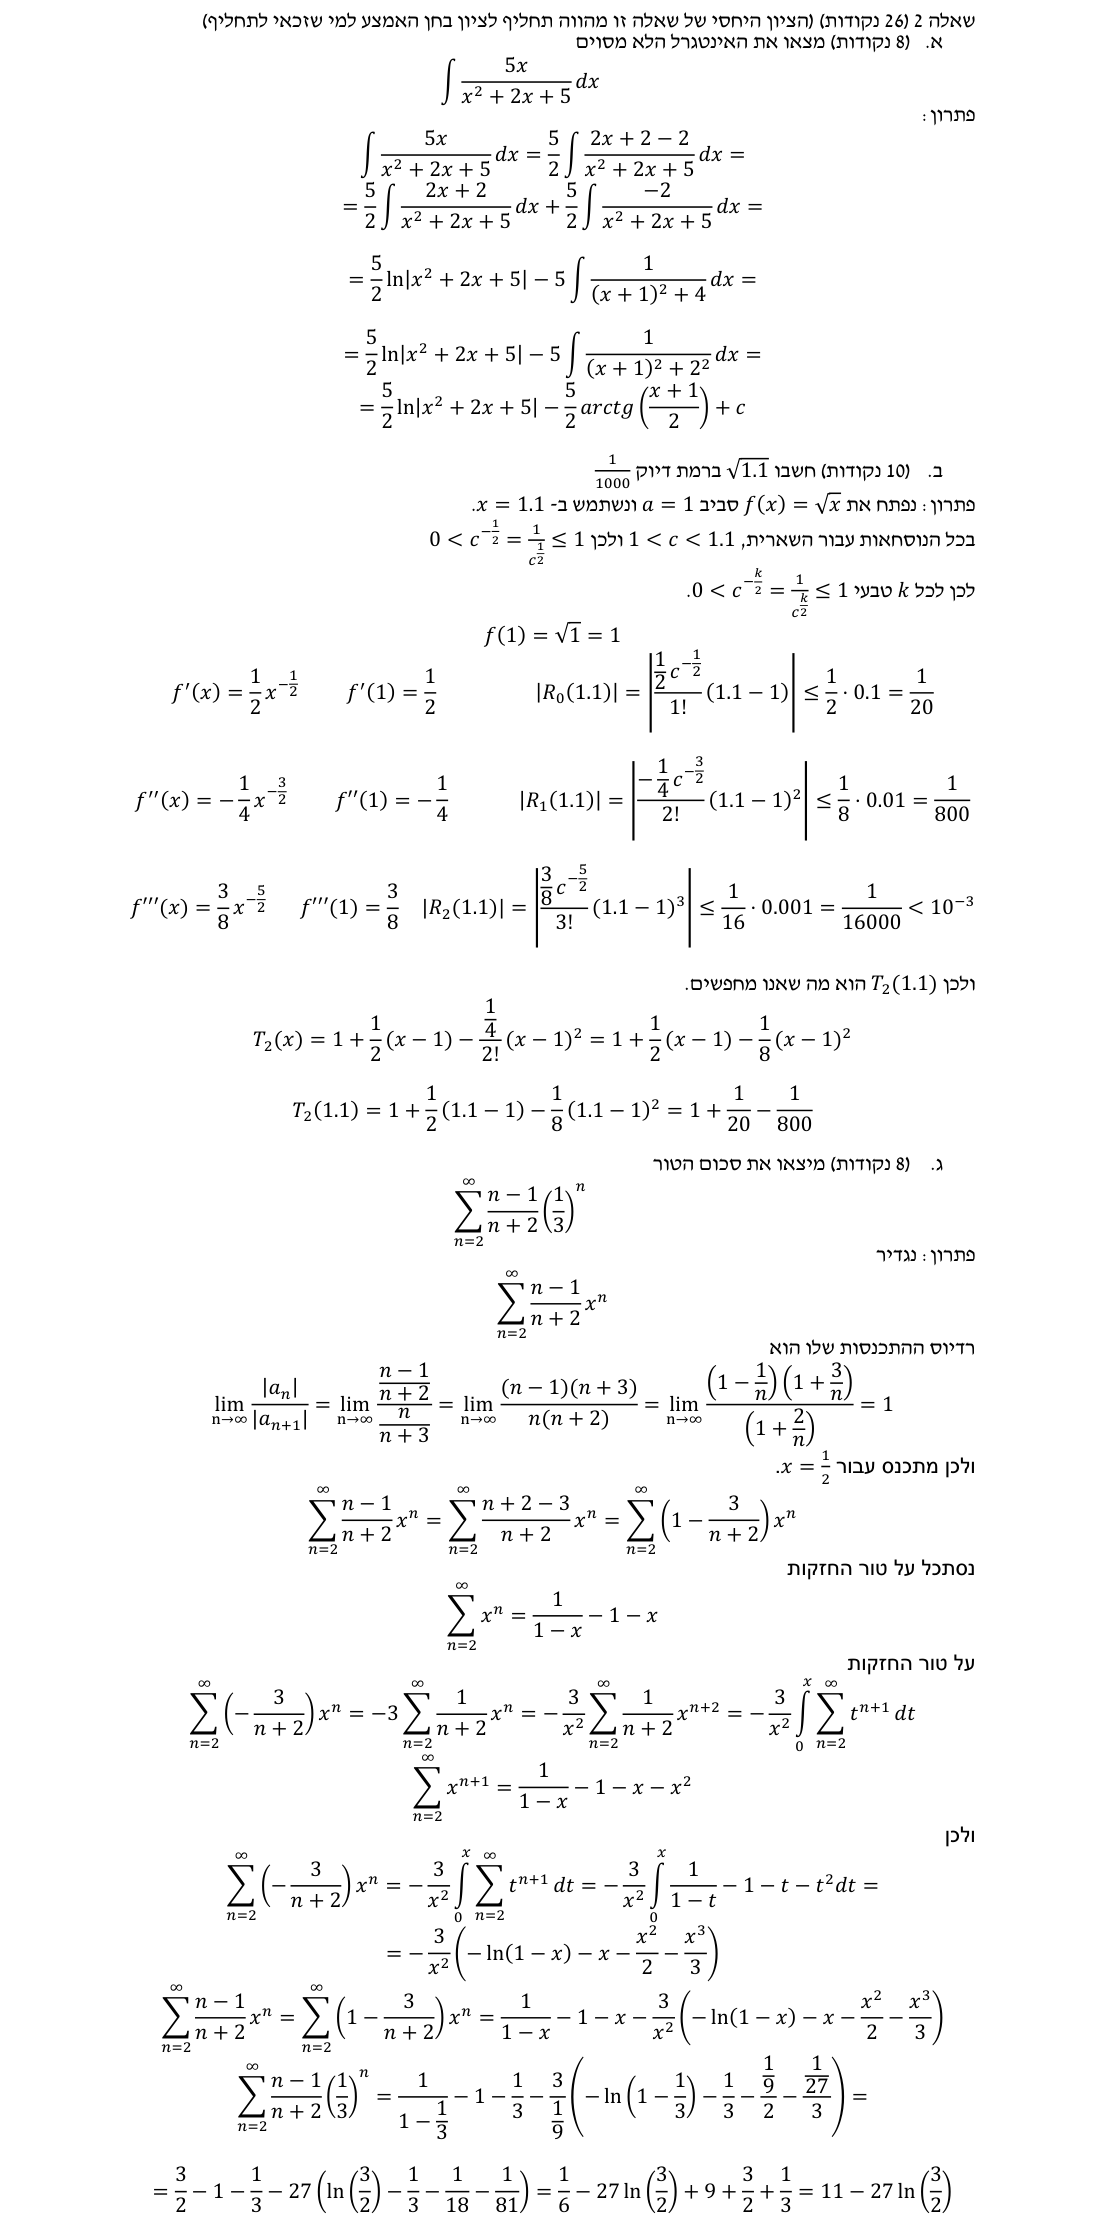 שאלה 2 (26 נקודות) (הציון היחסי של שאלה זו מהווה תחליף לציון בחן האמצע למי שזכאי לתחליף)
א. (8 נקודות) מצאו את האינטגרל הלא מסוים
∫ 5x/(x² + 2x + 5) dx
פתרון:
∫ 5x/(x² + 2x + 5) dx = 5/2 ∫ (2x + 2 − 2)/(x² + 2x + 5) dx =
= 5/2 ∫ (2x + 2)/(x² + 2x + 5) dx + 5/2 ∫ −2/(x² + 2x + 5) dx =
= 5/2 ln|x² + 2x + 5| − 5 ∫ 1/((x + 1)² + 4) dx =
= 5/2 ln|x² + 2x + 5| − 5 ∫ 1/((x + 1)² + 2²) dx =
= 5/2 ln|x² + 2x + 5| − 5/2 arctg((x + 1)/2) + c
ב. (10 נקודות) חשבו √1.1 ברמת דיוק 1/1000
פתרון: נפתח את f(x) = √x סביב a = 1 ונשתמש ב- x = 1.1.
בכל הנוסחאות עבור השארית, 1 < c < 1.1 ולכן 0 < c^(−1/2) = 1/c^(1/2) ≤ 1
לכן לכל k טבעי 0 < c^(−k/2) = 1/c^(k/2) ≤ 1.
f(1) = √1 = 1
f′(x) = 1/2 x^(−1/2) f′(1) = 1/2 |R₀(1.1)| = |(1/2 c^(−1/2))/1! (1.1 − 1)| ≤ 1/2 · 0.1 = 1/20
f′′(x) = −1/4 x^(−3/2) f′′(1) = −1/4 |R₁(1.1)| = |(−1/4 c^(−3/2))/2! (1.1 − 1)²| ≤ 1/8 · 0.01 = 1/800
f′′′(x) = 3/8 x^(−5/2) f′′′(1) = 3/8 |R₂(1.1)| = |(3/8 c^(−5/2))/3! (1.1 − 1)³| ≤ 1/16 · 0.001 = 1/16000 < 10⁻³
ולכן T₂(1.1) הוא מה שאנו מחפשים.
T₂(x) = 1 + 1/2 (x − 1) − (1/4)/2! (x − 1)² = 1 + 1/2 (x − 1) − 1/8 (x − 1)²
T₂(1.1) = 1 + 1/2 (1.1 − 1) − 1/8 (1.1 − 1)² = 1 + 1/20 − 1/800
ג. (8 נקודות) מיצאו את סכום הטור
∑_{n=2}^{∞} (n − 1)/(n + 2) (1/3)ⁿ
פתרון: נגדיר
∑_{n=2}^{∞} (n − 1)/(n + 2) xⁿ
רדיוס ההתכנסות שלו הוא
lim_{n→∞} |aₙ|/|aₙ₊₁| = lim_{n→∞} ((n − 1)/(n + 2))/(n/(n + 3)) = lim_{n→∞} (n − 1)(n + 3)/(n(n + 2)) = lim_{n→∞} (1 − 1/n)(1 + 3/n)/(1 + 2/n) = 1
ולכן מתכנס עבור x = 1/2.
∑_{n=2}^{∞} (n − 1)/(n + 2) xⁿ = ∑_{n=2}^{∞} (n + 2 − 3)/(n + 2) xⁿ = ∑_{n=2}^{∞} (1 − 3/(n + 2)) xⁿ
נסתכל על טור החזקות
∑_{n=2}^{∞} xⁿ = 1/(1 − x) − 1 − x
על טור החזקות
∑_{n=2}^{∞} (−3/(n + 2)) xⁿ = −3 ∑_{n=2}^{∞} 1/(n + 2) xⁿ = −3/x² ∑_{n=2}^{∞} 1/(n + 2) xⁿ⁺² = −3/x² ∫₀ˣ ∑_{n=2}^{∞} tⁿ⁺¹ dt
∑_{n=2}^{∞} xⁿ⁺¹ = 1/(1 − x) − 1 − x − x²
ולכן
∑_{n=2}^{∞} (−3/(n + 2)) xⁿ = −3/x² ∫₀ˣ ∑_{n=2}^{∞} tⁿ⁺¹ dt = −3/x² ∫₀ˣ 1/(1 − t) − 1 − t − t² dt =
= −3/x² (− ln(1 − x) − x − x²/2 − x³/3)
∑_{n=2}^{∞} (n − 1)/(n + 2) xⁿ = ∑_{n=2}^{∞} (1 − 3/(n + 2)) xⁿ = 1/(1 − x) − 1 − x − 3/x² (− ln(1 − x) − x − x²/2 − x³/3)
∑_{n=2}^{∞} (n − 1)/(n + 2) (1/3)ⁿ = 1/(1 − 1/3) − 1 − 1/3 − 3/(1/9) (− ln(1 − 1/3) − 1/3 − (1/9)/2 − (1/27)/3) =
= 3/2 − 1 − 1/3 − 27 (ln(3/2) − 1/3 − 1/18 − 1/81) = 1/6 − 27 ln(3/2) + 9 + 3/2 + 1/3 = 11 − 27 ln(3/2)